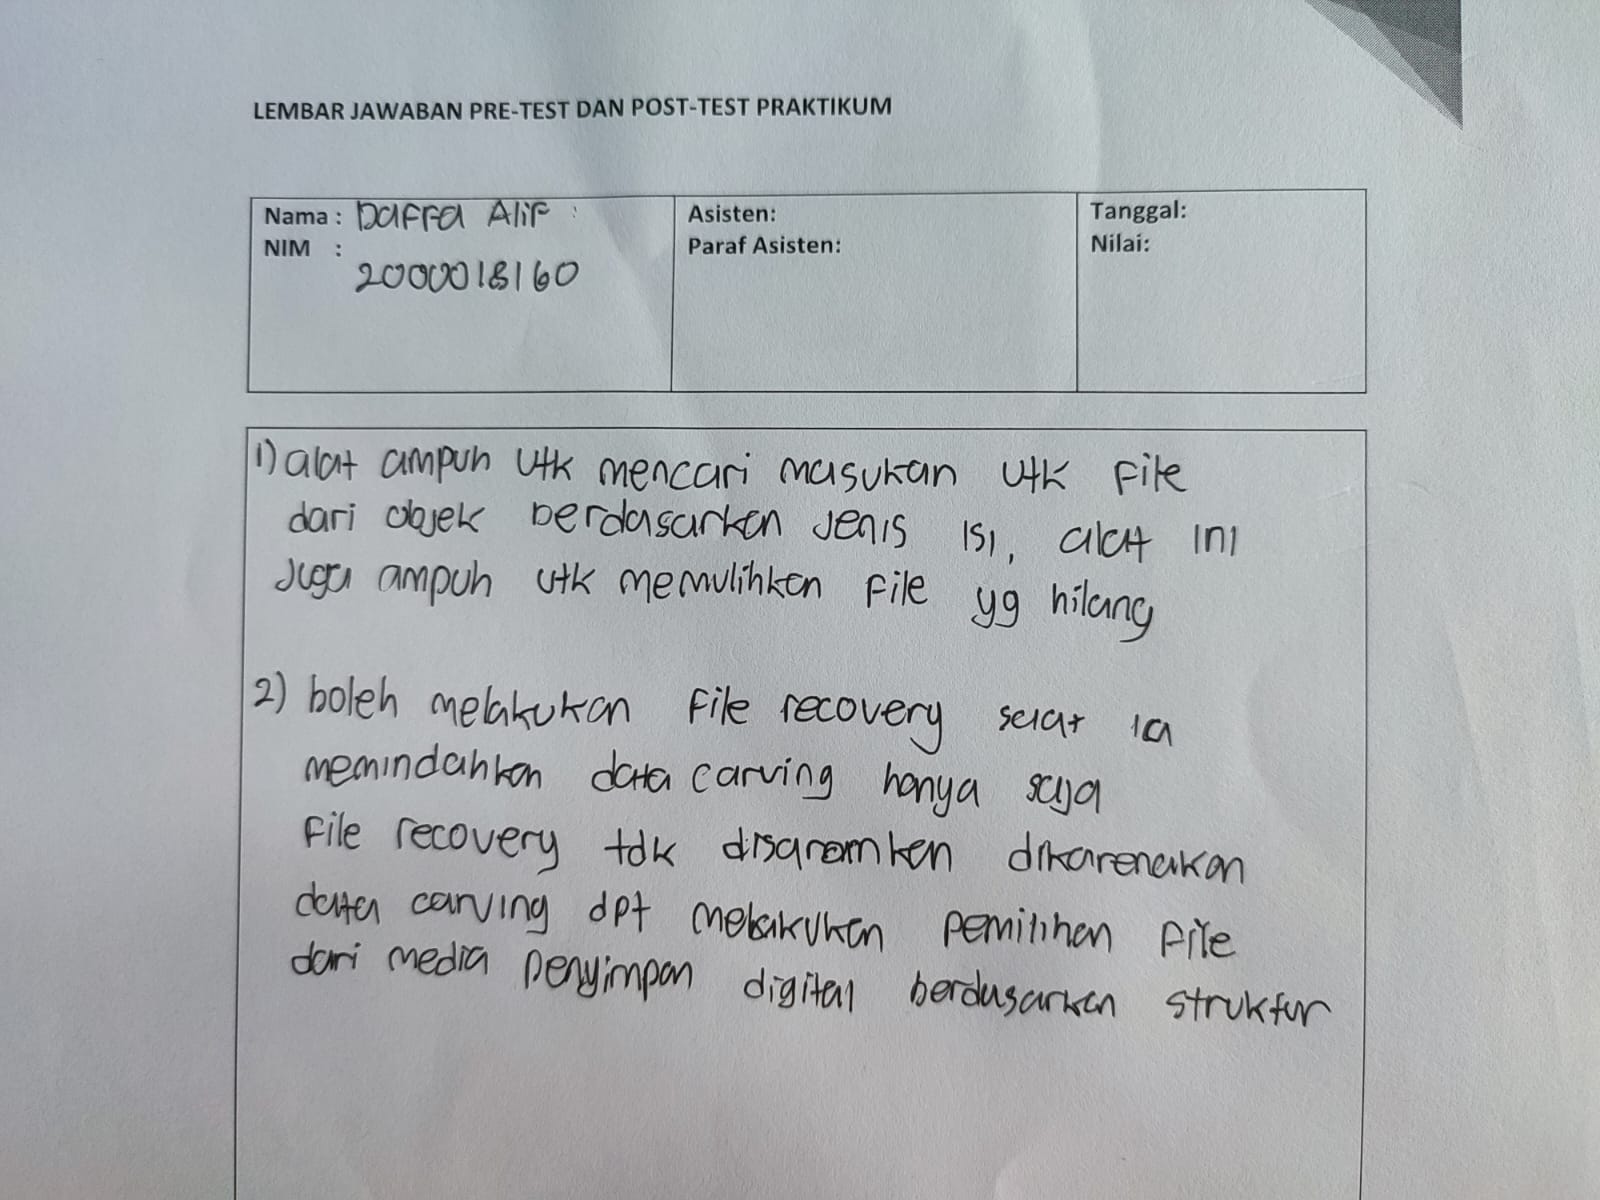 LEMBAR JAWABAN PRE-TEST DAN POST-TEST PRAKTIKUM
Nama : Daffa Alif
NIM :
2000018160
Asisten:
Paraf Asisten:
Tanggal:
Nilai:
1) alat ampuh utk mencari masukan utk file
dari objek berdasarkan jenis isi, alat ini
juga ampuh utk memulihkan file yg hilang
2) boleh melakukan file recovery ia
memindahkan data carving hanya saja
file recovery tdk disarankan dikarenakan
data carving dpt melakukan pemilihan file
dari media penyimpan digital berdasarkan struktur